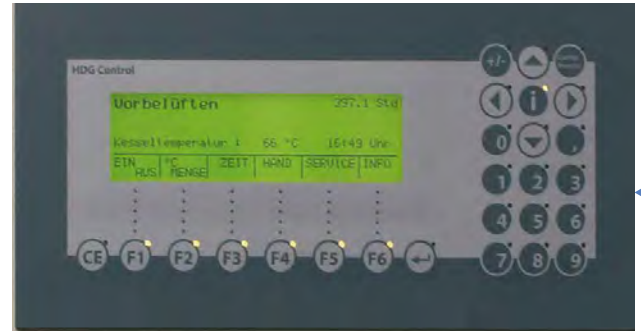 HDG Control
Vorbelüften 397.1 Std
Kesseltemperatur : 66 °C 16:49 Uhr
EIN AUS °C MENGE ZEIT HAND SERVICE INFO
CE F1 F2 F3 F4 F5 F6 ↵
+/-
i
0 ,
1 2 3
4 5 6
7 8 9